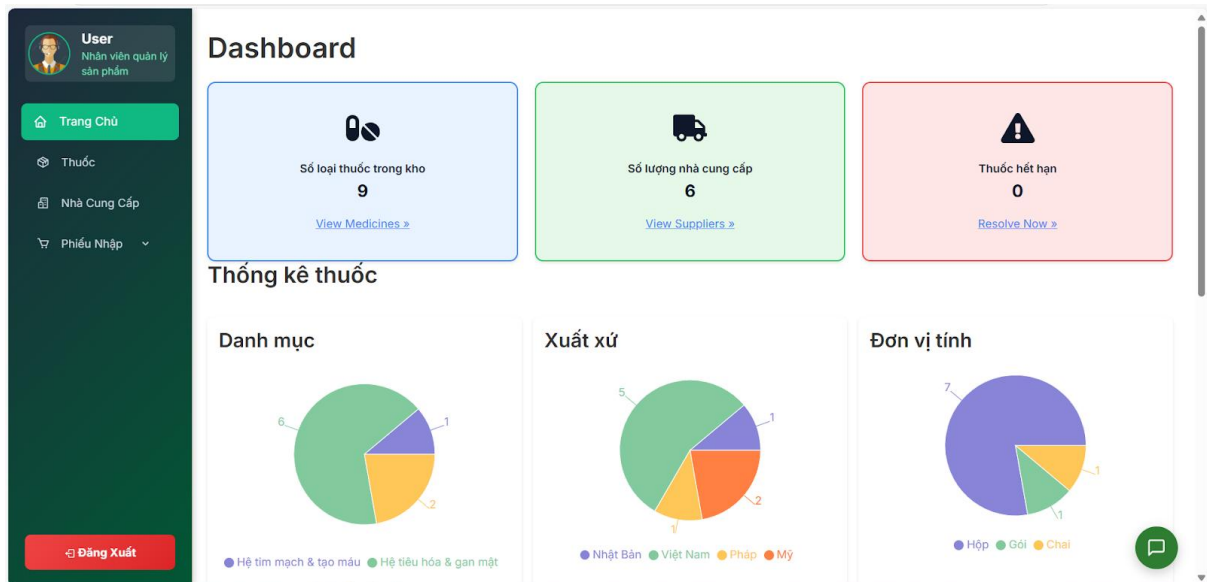 User
Nhân viên quản lý
sản phẩm
Trang Chủ
Thuốc
Nhà Cung Cấp
Phiếu Nhập
Đăng Xuất
Dashboard
Số loại thuốc trong kho
9
View Medicines »
Số lượng nhà cung cấp
6
View Suppliers »
Thuốc hết hạn
0
Resolve Now »
Thống kê thuốc
Danh mục
6
1
2
Hệ tim mạch & tạo máu Hệ tiêu hóa & gan mật
Xuất xứ
5
1
2
1
Nhật Bản Việt Nam Pháp Mỹ
Đơn vị tính
7
1
1
Hộp Gói Chai